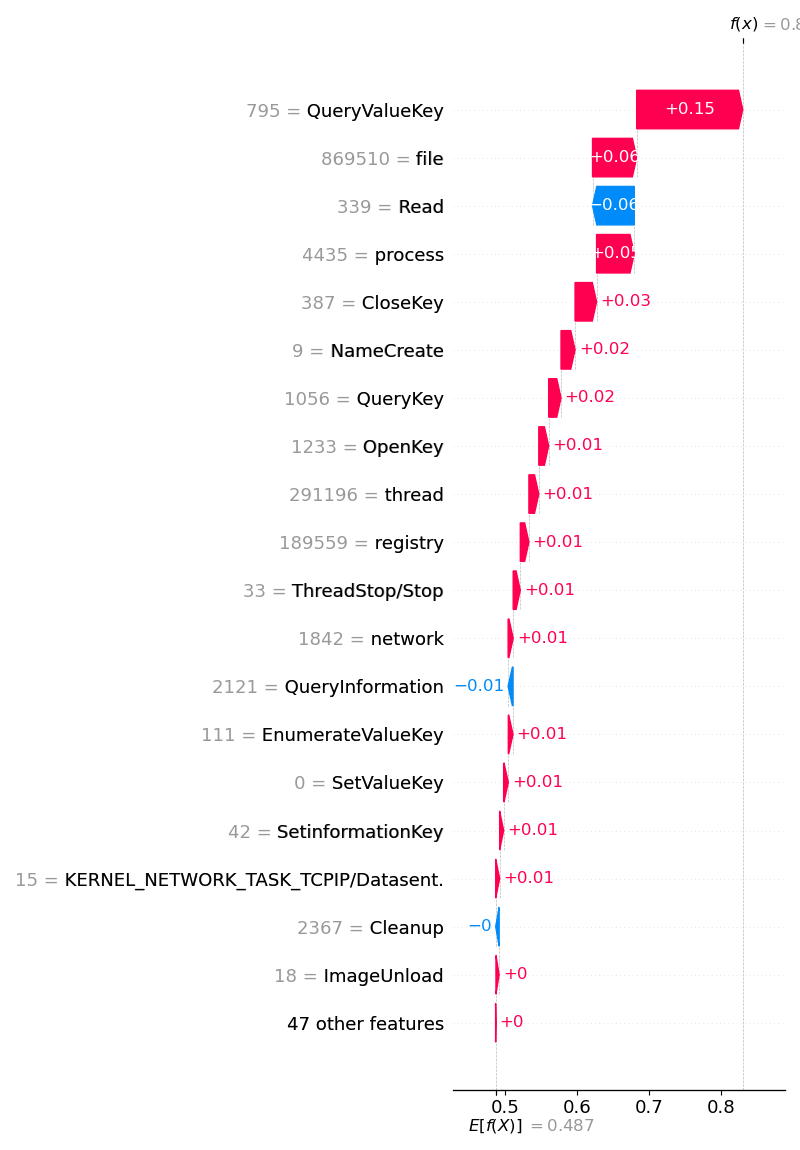 f(x) = 0.8
795 = QueryValueKey +0.15
869510 = file +0.06
339 = Read −0.06
4435 = process +0.05
387 = CloseKey +0.03
9 = NameCreate +0.02
1056 = QueryKey +0.02
1233 = OpenKey +0.01
291196 = thread +0.01
189559 = registry +0.01
33 = ThreadStop/Stop +0.01
1842 = network +0.01
2121 = QueryInformation −0.01
111 = EnumerateValueKey +0.01
0 = SetValueKey +0.01
42 = SetinformationKey +0.01
15 = KERNEL_NETWORK_TASK_TCPIP/Datasent. +0.01
2367 = Cleanup −0
18 = ImageUnload +0
47 other features +0
0.5 0.6 0.7 0.8
E[f(X)] = 0.487